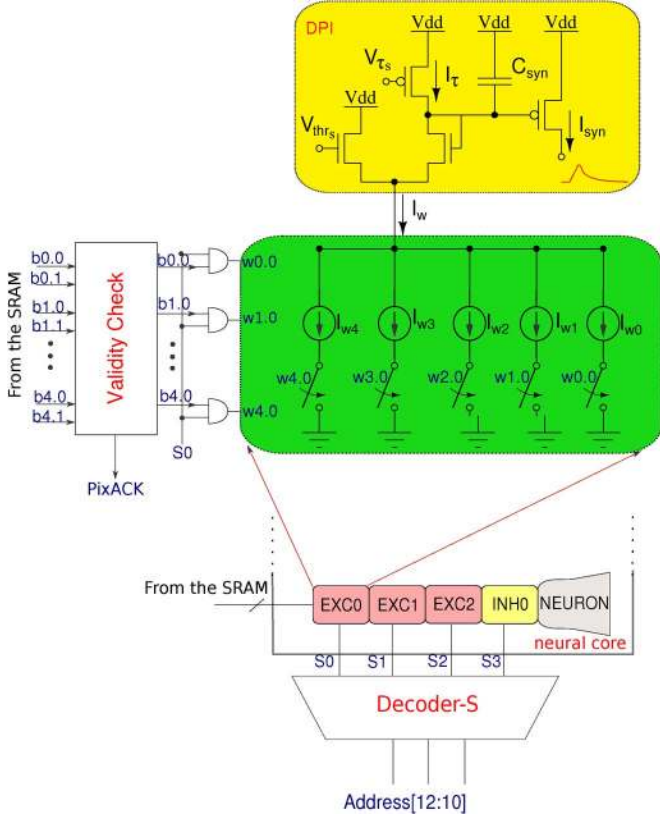 DPI
Vdd Vdd Vdd
Vτs Iτ Csyn
Vdd
Vthrs Isyn
Iw
From the SRAM
b0.0
b0.1
b1.0
b1.1
b4.0
b4.1
Validity Check
b0.0
b1.0
b4.0
w0.0
w1.0
w4.0
S0
PixACK
Iw4 Iw3 Iw2 Iw1 Iw0
w4.0 w3.0 w2.0 w1.0 w0.0
From the SRAM
EXC0 EXC1 EXC2 INH0 NEURON
neural core
S0 S1 S2 S3
Decoder-S
Address[12:10]